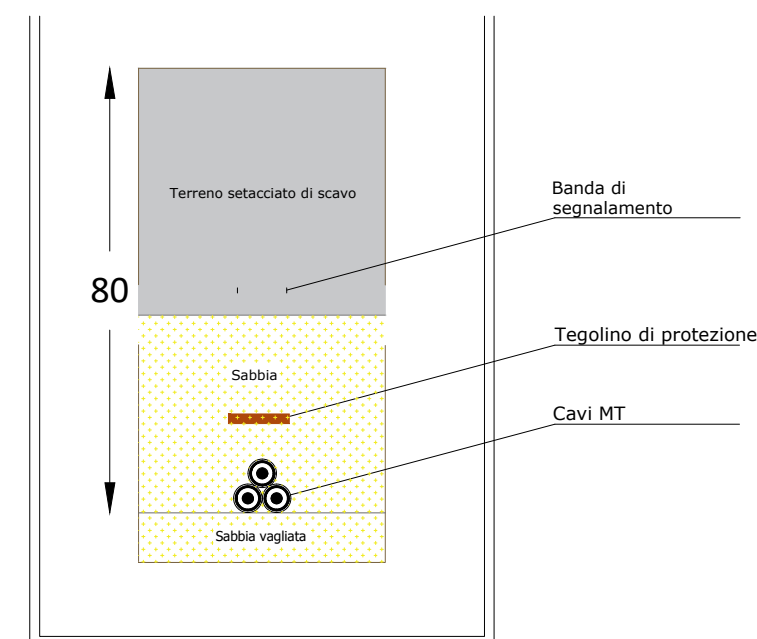 Terreno setacciato di scavo
Banda di
segnalamento
80
Tegolino di protezione
Sabbia
Cavi MT
Sabbia vagliata